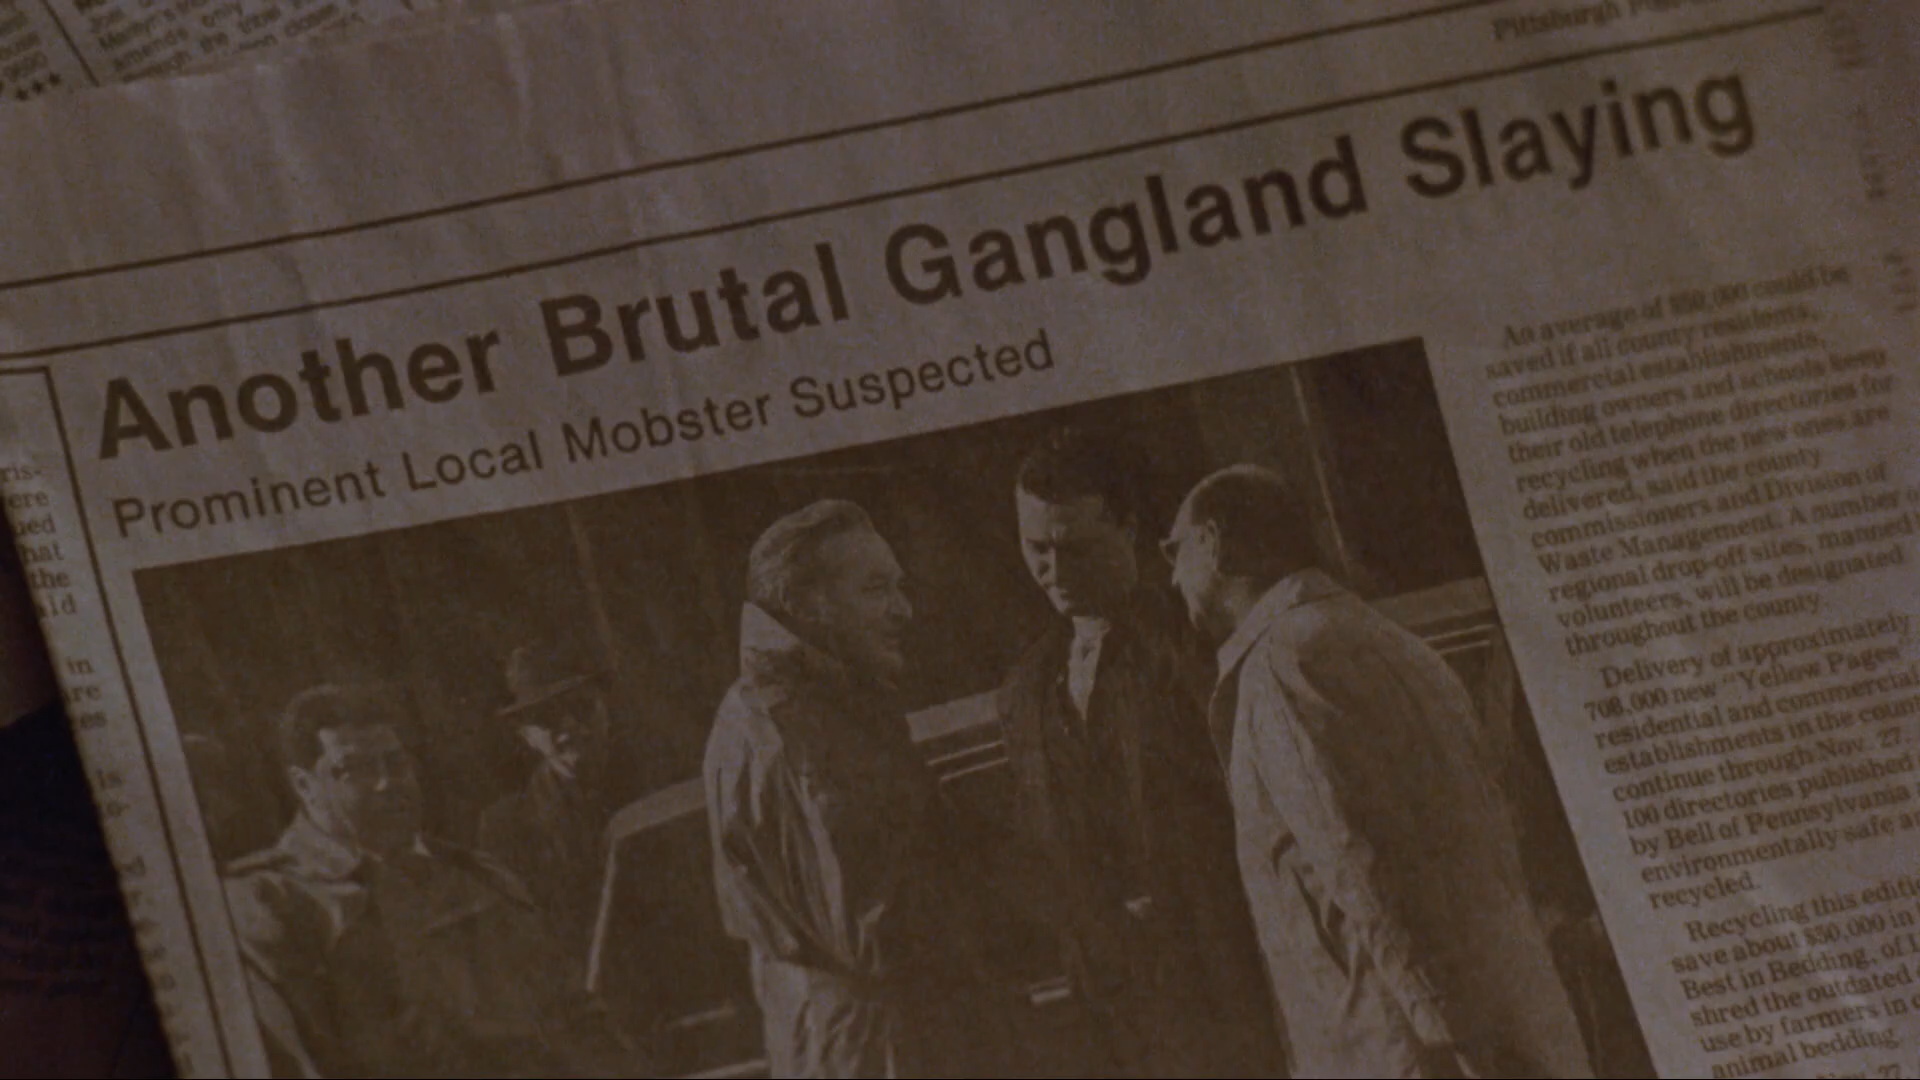 Pittsburgh
Another Brutal Gangland Slaying
Prominent Local Mobster Suspected
An average of $50,000 could be
saved if all county residents,
commercial establishments,
building owners and schools keep
their old telephone directories for
recycling when the new ones are
delivered, said the county
commissioners and Division of
Waste Management. A number
regional drop-off sites, manned
volunteers, will be designated
throughout the county.
Delivery of approximately
708,000 new "Yellow Pages"
residential and commercial
establishments in the
continue through Nov. 27.
100 directories published
by Bell of Pennsylvania
environmentally safe
recycled.
Recycling this
save about $50,000 in
Best in Bedding, of
shred the outdated
use by farmers in
animal bedding.